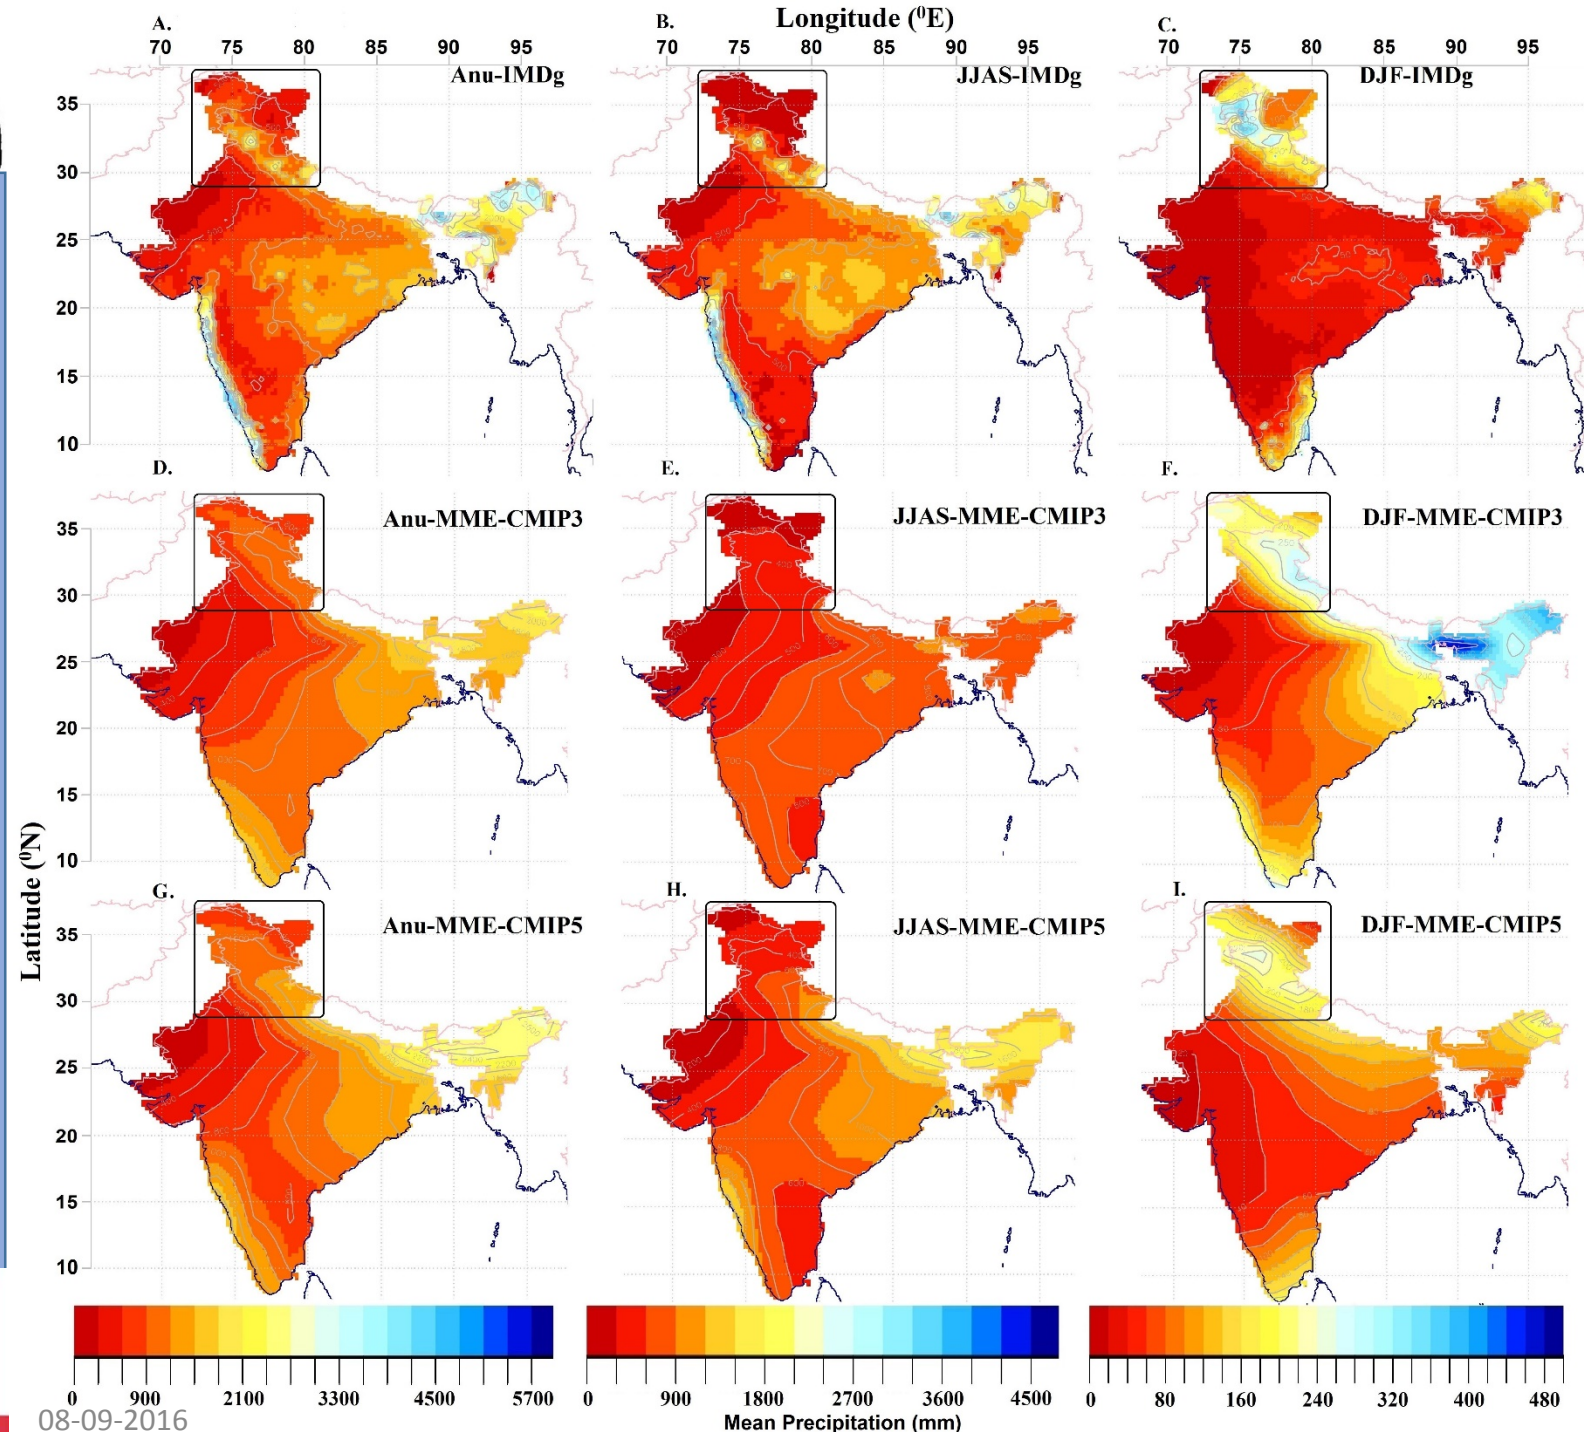 Longitude (⁰E)
A. B. C.
70 75 80 85 90 95 70 75 80 85 90 95 70 75 80 85 90 95
Anu-IMDg JJAS-IMDg DJF-IMDg
35
30
25
20
15
10
D. E. F.
Anu-MME-CMIP3 JJAS-MME-CMIP3 DJF-MME-CMIP3
35
30
25
20
15
10
Latitude (⁰N)
G. H. I.
Anu-MME-CMIP5 JJAS-MME-CMIP5 DJF-MME-CMIP5
35
30
25
20
15
10
0 900 2100 3300 4500 5700 0 900 1800 2700 3600 4500 0 80 160 240 320 400 480
Mean Precipitation (mm)
08-09-2016